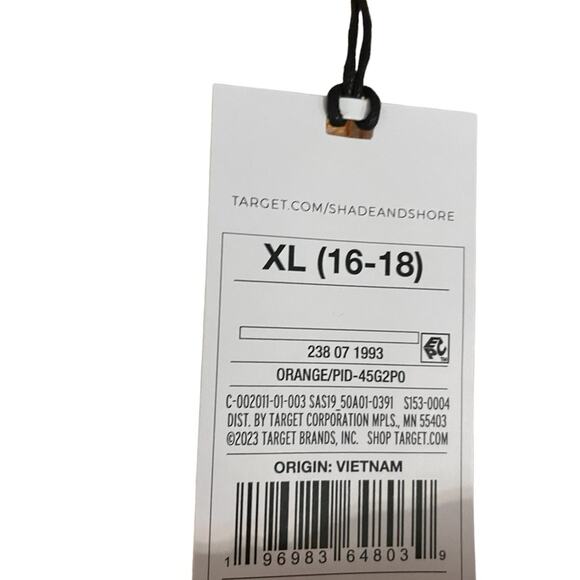 TARGET.COM/SHADEANDSHORE
XL (16-18)
238 07 1993
EPC™
ORANGE/PID-45G2P0
C-002011-01-003 SAS19_50A01-0391 S153-0004
DIST. BY TARGET CORPORATION MPLS., MN 55403
©2023 TARGET BRANDS, INC. SHOP TARGET.COM
ORIGIN: VIETNAM
1 96983 64803 9